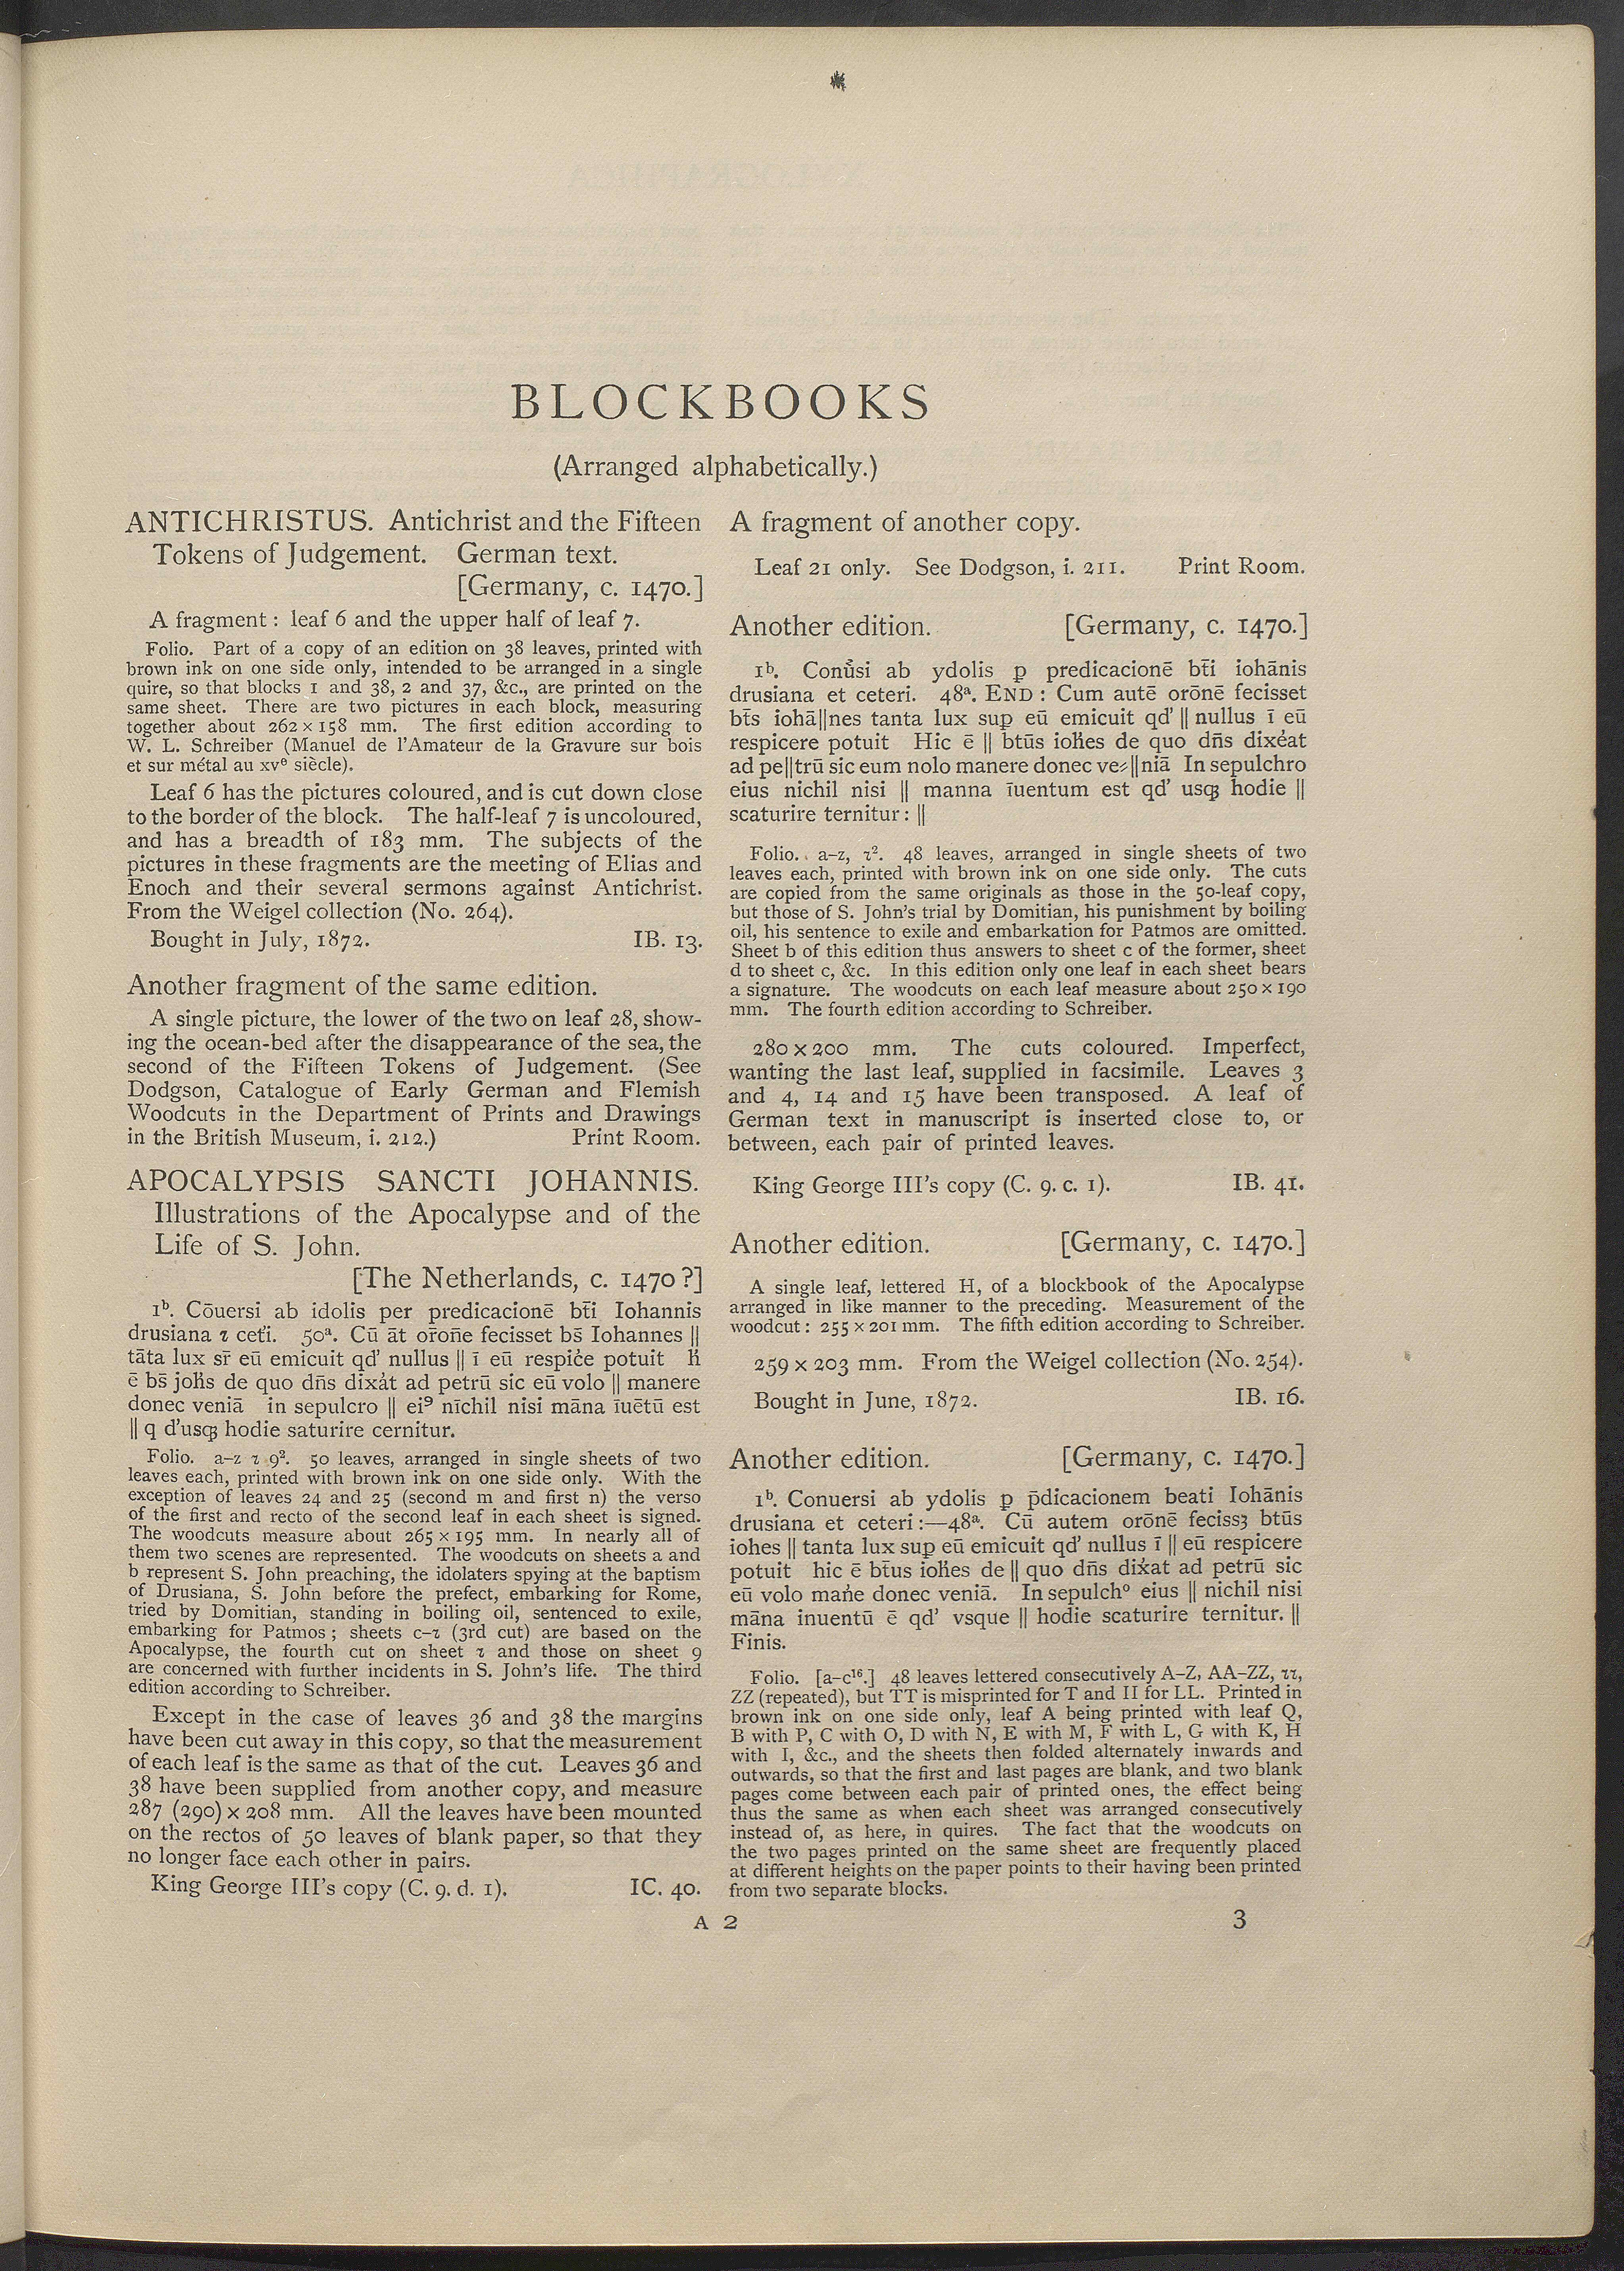 BLOCKBOOKS
(Arranged alphabetically.)
ANTICHRISTUS. Antichrist and the Fifteen
Tokens of Judgement. German text.
[Germany, c. 1470.]
A fragment : leaf 6 and the upper half of leaf 7.
Folio. Part of a copy of an edition on 38 leaves, printed with
brown ink on one side only, intended to be arranged in a single
quire, so that blocks 1 and 38, 2 and 37, &c., are printed on the
same sheet. There are two pictures in each block, measuring
together about 262 × 158 mm. The first edition according to
W. L. Schreiber (Manuel de l'Amateur de la Gravure sur bois
et sur métal au xvᵉ siècle).
Leaf 6 has the pictures coloured, and is cut down close
to the border of the block. The half-leaf 7 is uncoloured,
and has a breadth of 183 mm. The subjects of the
pictures in these fragments are the meeting of Elias and
Enoch and their several sermons against Antichrist.
From the Weigel collection (No. 264).
Bought in July, 1872. IB. 13.
Another fragment of the same edition.
A single picture, the lower of the two on leaf 28, show-
ing the ocean-bed after the disappearance of the sea, the
second of the Fifteen Tokens of Judgement. (See
Dodgson, Catalogue of Early German and Flemish
Woodcuts in the Department of Prints and Drawings
in the British Museum, i. 212.) Print Room.
APOCALYPSIS SANCTI JOHANNIS.
Illustrations of the Apocalypse and of the
Life of S. John.
[The Netherlands, c. 1470 ?]
1ᵇ. Cōuersi ab idolis per predicacionē bt̄i Iohannis
drusiana ⁊ cet̄i. 50ᵃ. Cū āt or̄oñe fecisset bs̄ Iohannes ||
tāta lux sr̄ eū emicuit qd' nullus || ī eū respic̓e potuit ħ
ē bs̄ joħs de quo dn̄s dixat ad petrū sic eū volo || manere
donec veniā in sepulcro || ei⁹ nīchil nisi māna īuētū est
|| q d'usqꝫ hodie saturire cernitur.
Folio. a–z ⁊ 9². 50 leaves, arranged in single sheets of two
leaves each, printed with brown ink on one side only. With the
exception of leaves 24 and 25 (second m and first n) the verso
of the first and recto of the second leaf in each sheet is signed.
The woodcuts measure about 265 × 195 mm. In nearly all of
them two scenes are represented. The woodcuts on sheets a and
b represent S. John preaching, the idolaters spying at the baptism
of Drusiana, S. John before the prefect, embarking for Rome,
tried by Domitian, standing in boiling oil, sentenced to exile,
embarking for Patmos ; sheets c–⁊ (3rd cut) are based on the
Apocalypse, the fourth cut on sheet ⁊ and those on sheet 9
are concerned with further incidents in S. John's life. The third
edition according to Schreiber.
Except in the case of leaves 36 and 38 the margins
have been cut away in this copy, so that the measurement
of each leaf is the same as that of the cut. Leaves 36 and
38 have been supplied from another copy, and measure
287 (290) × 208 mm. All the leaves have been mounted
on the rectos of 50 leaves of blank paper, so that they
no longer face each other in pairs.
King George III's copy (C. 9. d. 1). IC. 40.
A fragment of another copy.
Leaf 21 only. See Dodgson, i. 211. Print Room.
Another edition. [Germany, c. 1470.]
1ᵇ. Conu̓si ab ydolis p predicacionē bt̄i iohānis
drusiana et ceteri. 48ᵃ. END : Cum autē orōnē fecisset
bt̄s iohā||nes tanta lux sup eū emicuit qd' || nullus ī eū
respicere potuit Hic ē || btūs ioħes de quo dn̄s dixe̓at
ad pe||trū sic eum nolo manere donec ve⸗||niā In sepulchro
eius nichil nisi || manna īuentum est qd' usqꝫ hodie ||
scaturire ternitur : ||
Folio. a–z, ⁊². 48 leaves, arranged in single sheets of two
leaves each, printed with brown ink on one side only. The cuts
are copied from the same originals as those in the 50-leaf copy,
but those of S. John's trial by Domitian, his punishment by boiling
oil, his sentence to exile and embarkation for Patmos are omitted.
Sheet b of this edition thus answers to sheet c of the former, sheet
d to sheet c, &c. In this edition only one leaf in each sheet bears
a signature. The woodcuts on each leaf measure about 250 × 190
mm. The fourth edition according to Schreiber.
280 × 200 mm. The cuts coloured. Imperfect,
wanting the last leaf, supplied in facsimile. Leaves 3
and 4, 14 and 15 have been transposed. A leaf of
German text in manuscript is inserted close to, or
between, each pair of printed leaves.
King George III's copy (C. 9. c. 1). IB. 41.
Another edition. [Germany, c. 1470.]
A single leaf, lettered H, of a blockbook of the Apocalypse
arranged in like manner to the preceding. Measurement of the
woodcut : 255 × 201 mm. The fifth edition according to Schreiber.
259 × 203 mm. From the Weigel collection (No. 254).
Bought in June, 1872. IB. 16.
Another edition. [Germany, c. 1470.]
1ᵇ. Conuersi ab ydolis p p̄dicacionem beati Iohānis
drusiana et ceteri :—48ᵃ. Cū autem orōnē fecissꝫ btūs
iohes || tanta lux sup eū emicuit qd' nullus ī || eū respicere
potuit hic ē bt̄us ioħes de || quo dn̄s dix̓at ad petrū sic
eū volo man̓e donec veniā. In sepulchᵒ eius || nichil nisi
māna inuentū ē qd' vsque || hodie scaturire ternitur. ||
Finis.
Folio. [a–c¹⁶.] 48 leaves lettered consecutively A–Z, AA–ZZ, ⁊⁊,
ZZ (repeated), but TT is misprinted for T and II for LL. Printed in
brown ink on one side only, leaf A being printed with leaf Q,
B with P, C with O, D with N, E with M, F with L, G with K, H
with I, &c., and the sheets then folded alternately inwards and
outwards, so that the first and last pages are blank, and two blank
pages come between each pair of printed ones, the effect being
thus the same as when each sheet was arranged consecutively
instead of, as here, in quires. The fact that the woodcuts on
the two pages printed on the same sheet are frequently placed
at different heights on the paper points to their having been printed
from two separate blocks.
A 2 3